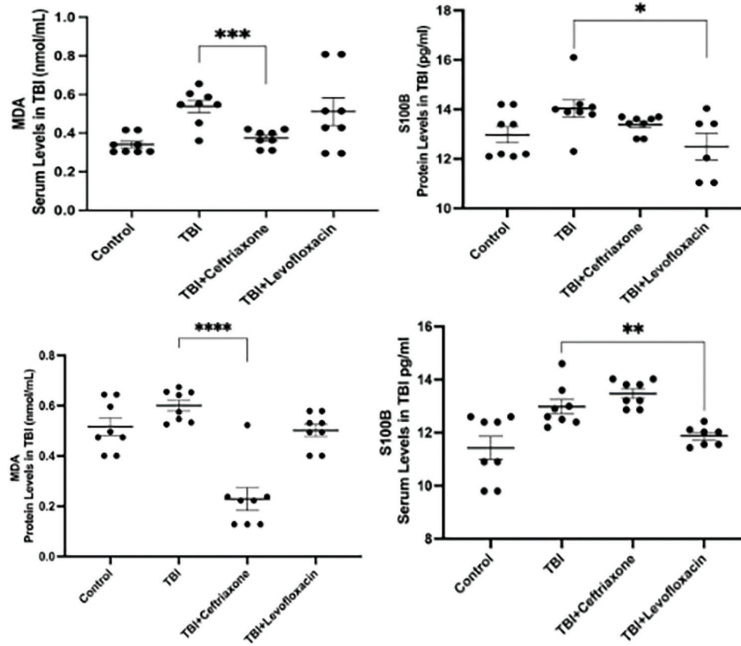 MDA
Serum Levels in TBI (nmol/mL)
1.0
0.8
0.6
0.4
0.2
0.0
***
Control
TBI
TBI+Ceftriaxone
TBI+Levofloxacin
S100B
Protein Levels in TBI (pg/ml)
18
16
14
12
10
*
Control
TBI
TBI+Ceftriaxone
TBI+Levofloxacin
MDA
Protein Levels in TBI (nmol/mL)
0.8
0.6
0.4
0.2
0.0
****
Control
TBI
TBI+Ceftriaxone
TBI+Levofloxacin
S100B
Serum Levels in TBI pg/ml
16
14
12
10
8
**
Control
TBI
TBI+Ceftriaxone
TBI+Levofloxacin